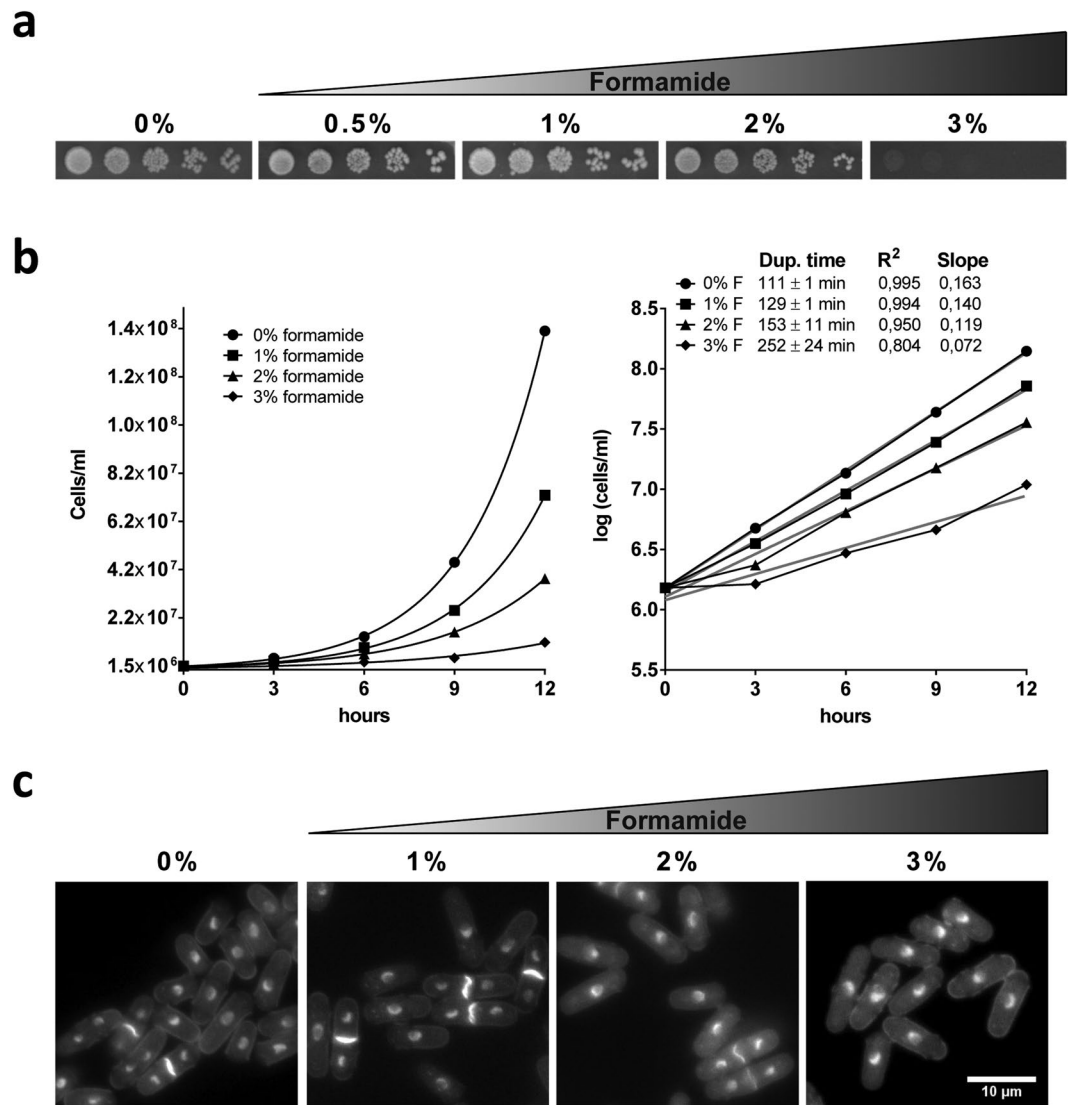 a
Formamide
0% 0.5% 1% 2% 3%
b
1.4x10⁸
1.2x10⁸
1.0x10⁸
8.2x10⁷
6.2x10⁷
4.2x10⁷
2.2x10⁷
1.5x10⁶
Cells/ml
0% formamide
1% formamide
2% formamide
3% formamide
0 3 6 9 12
hours
Dup. time R² Slope
0% F 111 ± 1 min 0,995 0,163
1% F 129 ± 1 min 0,994 0,140
2% F 153 ± 11 min 0,950 0,119
3% F 252 ± 24 min 0,804 0,072
8.5
8.0
7.5
7.0
6.5
6.0
5.5
log (cells/ml)
0 3 6 9 12
hours
c
Formamide
0% 1% 2% 3%
10 µm